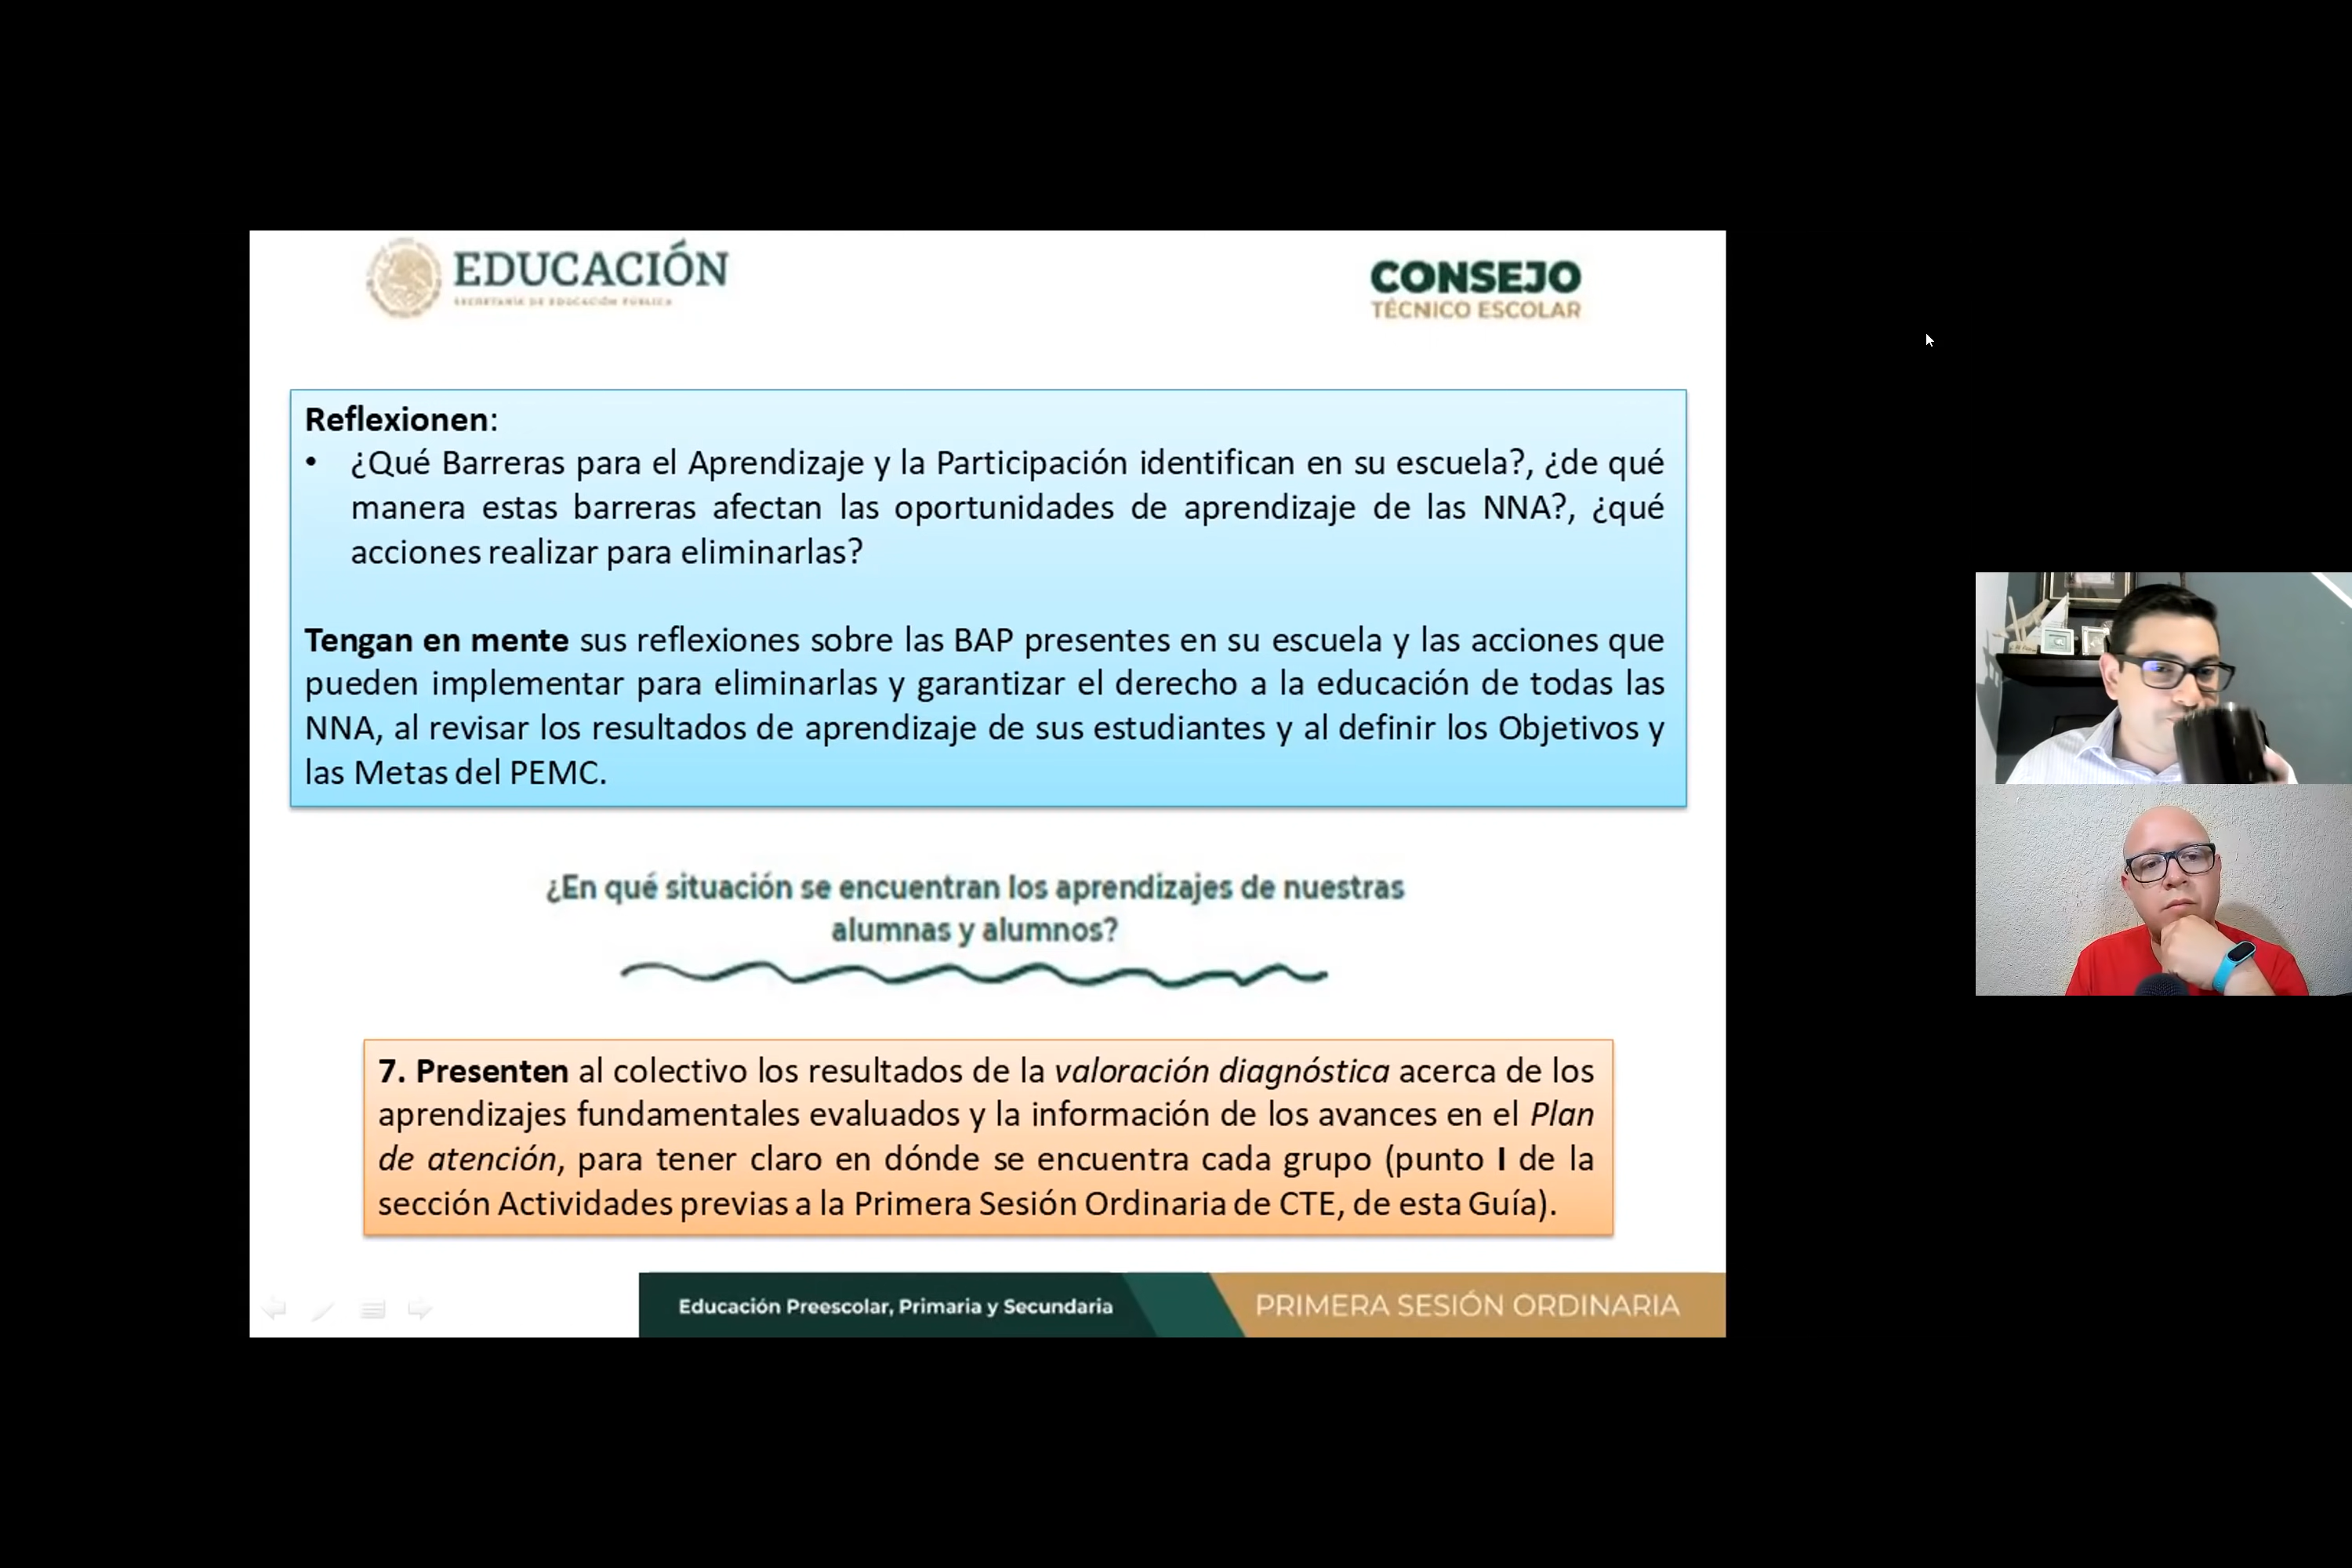 EDUCACIÓN
SECRETARÍA DE EDUCACIÓN PÚBLICA
CONSEJO
TÉCNICO ESCOLAR
Reflexionen:
• ¿Qué Barreras para el Aprendizaje y la Participación identifican en su escuela?, ¿de qué
manera estas barreras afectan las oportunidades de aprendizaje de las NNA?, ¿qué
acciones realizar para eliminarlas?
Tengan en mente sus reflexiones sobre las BAP presentes en su escuela y las acciones que
pueden implementar para eliminarlas y garantizar el derecho a la educación de todas las
NNA, al revisar los resultados de aprendizaje de sus estudiantes y al definir los Objetivos y
las Metas del PEMC.
¿En qué situación se encuentran los aprendizajes de nuestras
alumnas y alumnos?
7. Presenten al colectivo los resultados de la valoración diagnóstica acerca de los
aprendizajes fundamentales evaluados y la información de los avances en el Plan
de atención, para tener claro en dónde se encuentra cada grupo (punto I de la
sección Actividades previas a la Primera Sesión Ordinaria de CTE, de esta Guía).
Educación Preescolar, Primaria y Secundaria
PRIMERA SESIÓN ORDINARIA